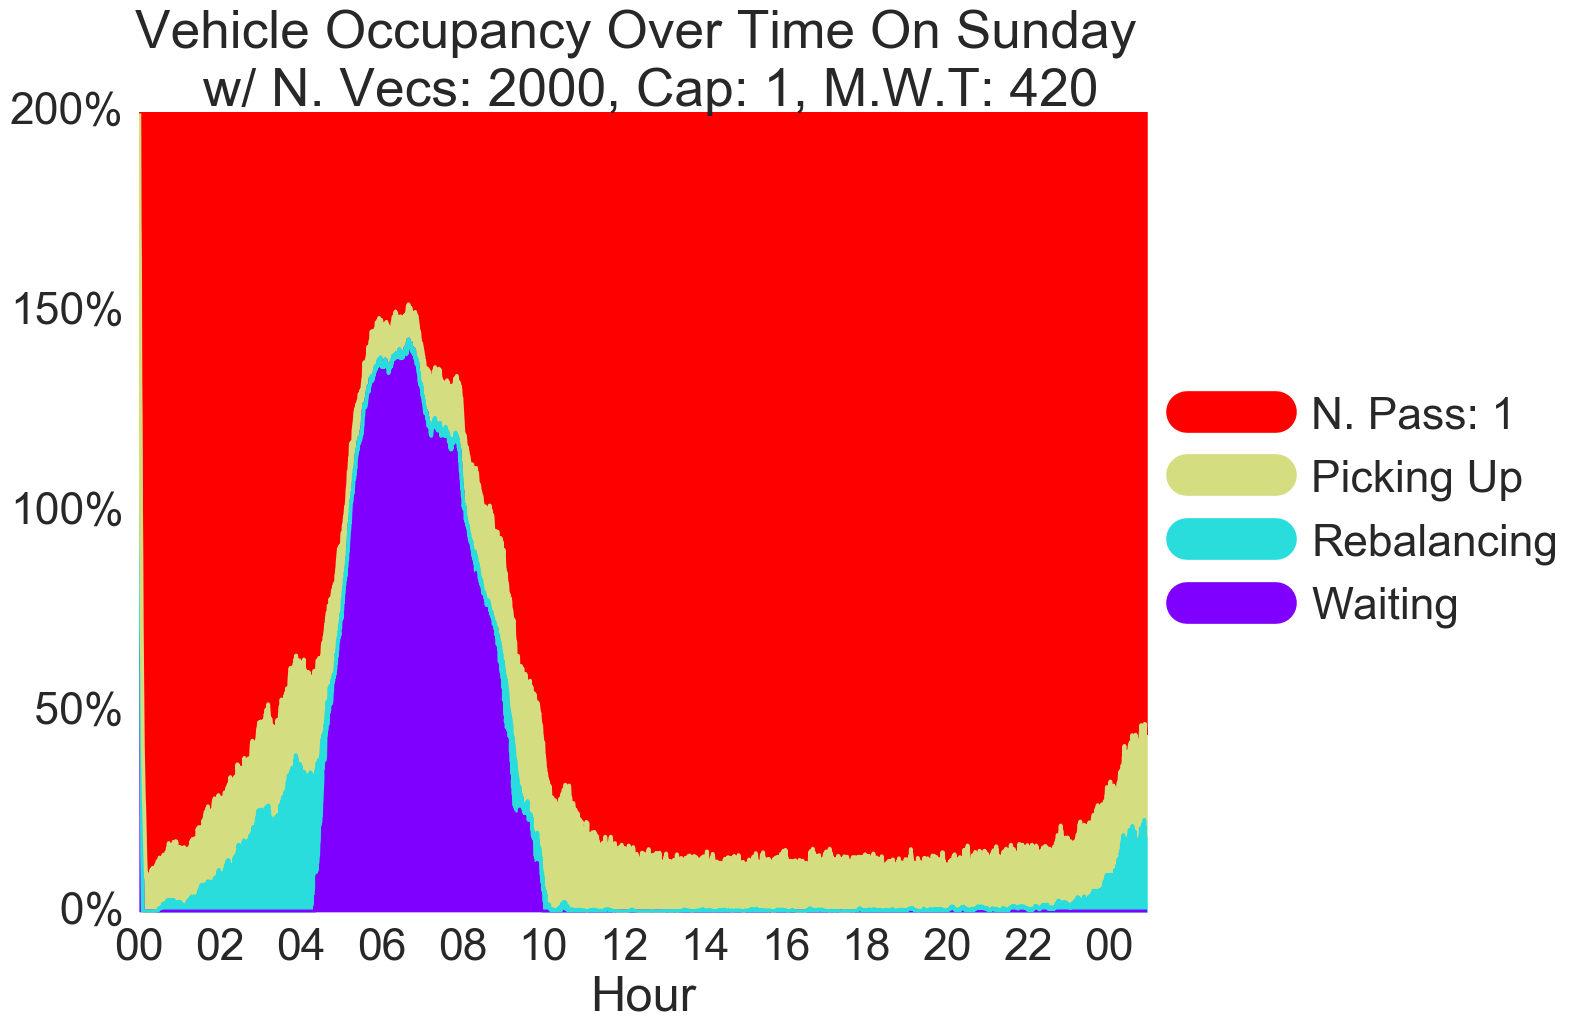 Vehicle Occupancy Over Time On Sunday
w/ N. Vecs: 2000, Cap: 1, M.W.T: 420
200%
150%
100%
50%
0%
00 02 04 06 08 10 12 14 16 18 20 22 00
Hour
N. Pass: 1
Picking Up
Rebalancing
Waiting